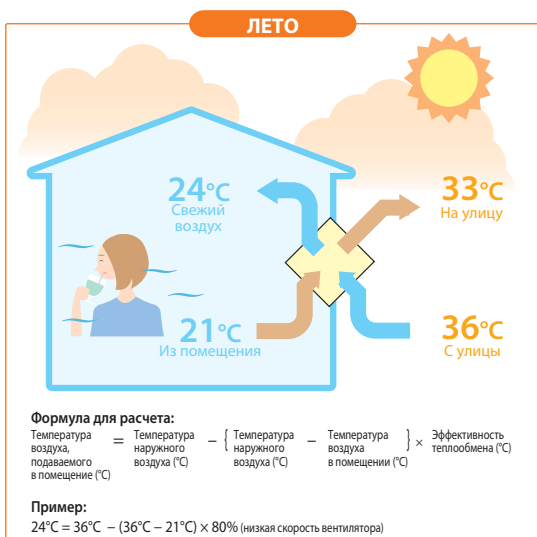 ЛЕТО
24°C
Свежий
воздух
33°C
На улицу
21°C
Из помещения
36°C
С улицы
Формула для расчета:
Температура воздуха, подаваемого в помещение (°C) = Температура наружного воздуха (°C) − { Температура наружного воздуха (°C) − Температура воздуха в помещении (°C) } × Эффективность теплообмена (°C)
Пример:
24°C = 36°C − (36°C − 21°C) × 80% (низкая скорость вентилятора)